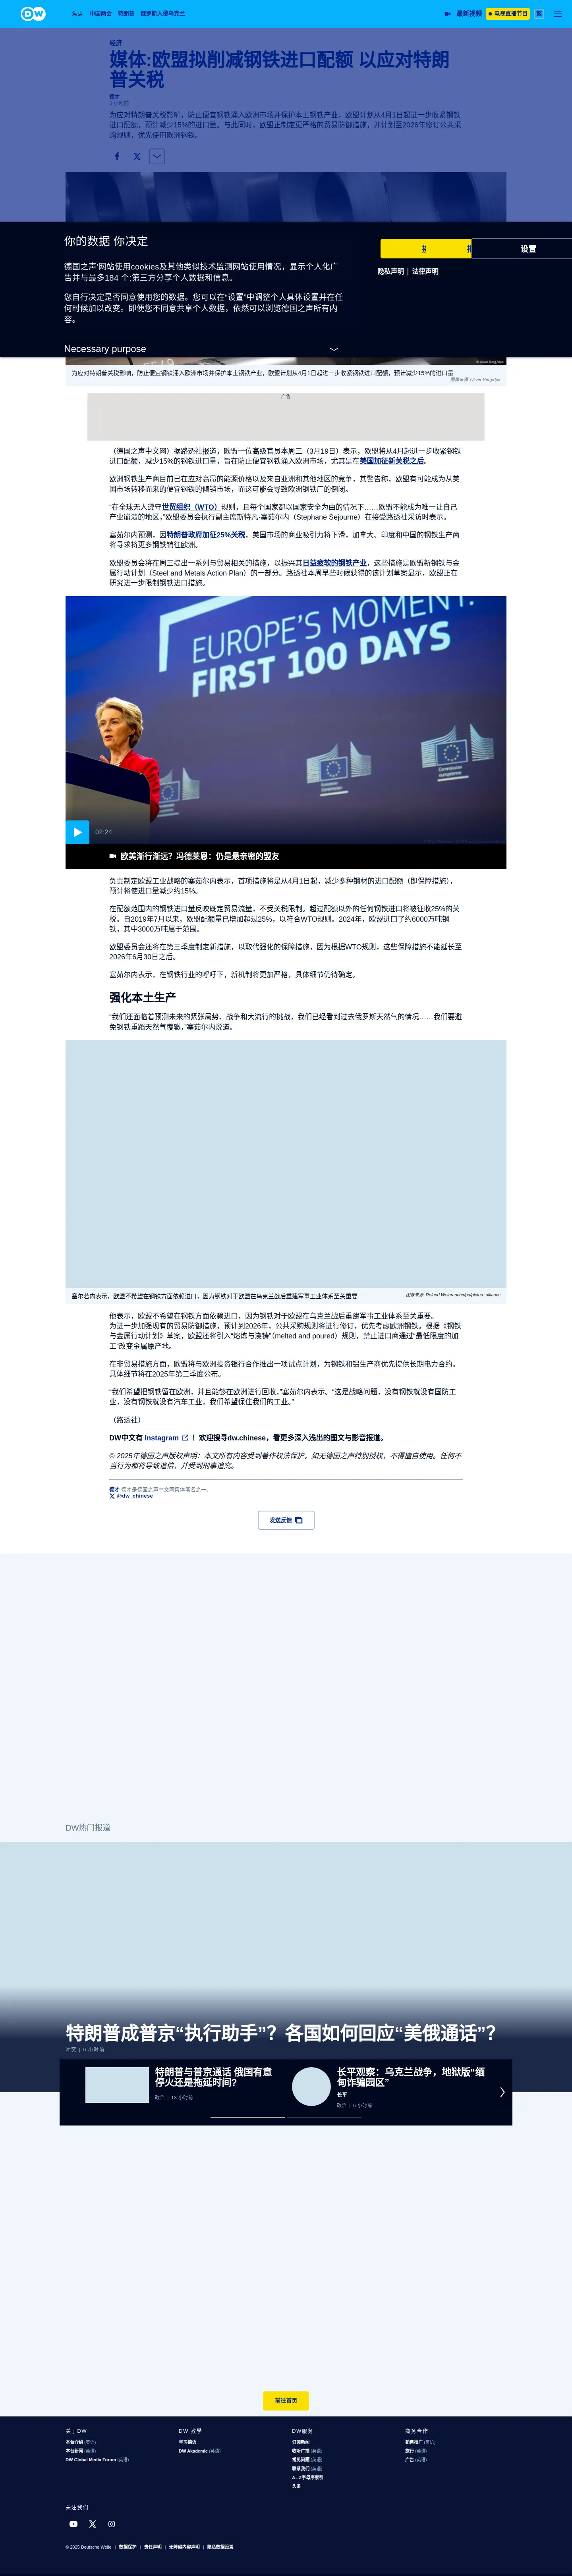 DW
焦点 中国两会 特朗普 俄罗斯入侵乌克兰
最新视频 电视直播节目 繁
经济
媒体:欧盟拟削减钢铁进口配额 以应对特朗
普关税
德才
3 小时前
为应对特朗普关税影响，防止便宜钢铁涌入欧洲市场并保护本土钢铁产业，欧盟计划从4月1日起进一步收紧钢铁
进口配额，预计减少15%的进口量。与此同时，欧盟正制定更严格的贸易防御措施，并计划至2026年修订公共采
购规则，优先使用欧洲钢铁。
你的数据 你决定
设置
隐私声明 | 法律声明
德国之声'网站使用cookies及其他类似技术监测网站使用情况，显示个人化广
告并与最多184 个;第三方分享个人数据和信息。
您自行决定是否同意使用您的数据。您可以在“设置”中调整个人具体设置并在任
何时候加以改变。即便您不同意共享个人数据，依然可以浏览德国之声所有内
容。
Necessary purpose
为应对特朗普关税影响，防止便宜钢铁涌入欧洲市场并保护本土钢铁产业，欧盟计划从4月1日起进一步收紧钢铁进口配额，预计减少15%的进口量
图像来源: Oliver Berg/dpa
广告
（德国之声中文网）据路透社报道，欧盟一位高级官员本周三（3月19日）表示，欧盟将从4月起进一步收紧钢铁
进口配额，减少15%的钢铁进口量，旨在防止便宜钢铁涌入欧洲市场，尤其是在美国加征新关税之后。
欧洲钢铁生产商目前已在应对高昂的能源价格以及来自亚洲和其他地区的竞争，其警告称，欧盟有可能成为从美
国市场转移而来的便宜钢铁的倾销市场，而这可能会导致欧洲钢铁厂的倒闭。
“在全球无人遵守世贸组织（WTO）规则，且每个国家都以国家安全为由的情况下……欧盟不能成为唯一让自己
产业崩溃的地区，”欧盟委员会执行副主席斯特凡·塞茹尔内（Stephane Sejourne）在接受路透社采访时表示。
塞茹尔内预测，因特朗普政府加征25%关税，美国市场的商业吸引力将下滑，加拿大、印度和中国的钢铁生产商
将寻求将更多钢铁销往欧洲。
欧盟委员会将在周三提出一系列与贸易相关的措施，以振兴其日益疲软的钢铁产业，这些措施是欧盟新钢铁与金
属行动计划（Steel and Metals Action Plan）的一部分。路透社本周早些时候获得的该计划草案显示，欧盟正在
研究进一步限制钢铁进口措施。
EUROPE'S MOMENT:
FIRST 100 DAYS
European
Commission
02:24
欧美渐行渐远？冯德莱恩：仍是最亲密的盟友
负责制定欧盟工业战略的塞茹尔内表示，首项措施将是从4月1日起，减少多种钢材的进口配额（即保障措施），
预计将使进口量减少约15%。
在配额范围内的钢铁进口量反映既定贸易流量，不受关税限制。超过配额以外的任何钢铁进口将被征收25%的关
税。自2019年7月以来，欧盟配额量已增加超过25%，以符合WTO规则。2024年，欧盟进口了约6000万吨钢
铁，其中3000万吨属于范围。
欧盟委员会还将在第三季度制定新措施，以取代强化的保障措施，因为根据WTO规则，这些保障措施不能延长至
2026年6月30日之后。
塞茹尔内表示，在钢铁行业的呼吁下，新机制将更加严格，具体细节仍待确定。
强化本土生产
“我们还面临着预测未来的紧张局势、战争和大流行的挑战，我们已经看到过去俄罗斯天然气的情况……我们要避
免钢铁重蹈天然气覆辙，”塞茹尔内说道。
塞尔若内表示，欧盟不希望在钢铁方面依赖进口，因为钢铁对于欧盟在乌克兰战后重建军事工业体系至关重要
图像来源: Roland Weihrauch/dpa/picture alliance
他表示，欧盟不希望在钢铁方面依赖进口，因为钢铁对于欧盟在乌克兰战后重建军事工业体系至关重要。
为进一步加强现有的贸易防御措施，预计到2026年，公共采购规则将进行修订，优先考虑欧洲钢铁。根据《钢铁
与金属行动计划》草案，欧盟还将引入“熔炼与浇铸”（melted and poured）规则，禁止进口商通过“最低限度的加
工”改变金属原产地。
在非贸易措施方面，欧盟将与欧洲投资银行合作推出一项试点计划，为钢铁和铝生产商优先提供长期电力合约。
具体细节将在2025年第二季度公布。
“我们希望把钢铁留在欧洲，并且能够在欧洲进行回收，”塞茹尔内表示。“这是战略问题，没有钢铁就没有国防工
业，没有钢铁就没有汽车工业，我们希望保住我们的工业。”
（路透社）
DW中文有 Instagram ！欢迎搜寻dw.chinese，看更多深入浅出的图文与影音报道。
© 2025年德国之声版权声明：本文所有内容受到著作权法保护，如无德国之声特别授权，不得擅自使用。任何不
当行为都将导致追偿，并受到刑事追究。
德才 德才是德国之声中文网集体笔名之一。
@dw_chinese
发送反馈
DW热门报道
特朗普成普京“执行助手”？各国如何回应“美俄通话”？
冲突 | 6 小时前
特朗普与普京通话 俄国有意
停火还是拖延时间?
政治 | 13 小时前
长平观察：乌克兰战争，地狱版“缅
甸诈骗园区”
长平
政治 | 6 小时前
前往首页
关于DW
本台介绍 (英语)
本台新闻 (英语)
DW Global Media Forum (英语)
DW 教学
学习德语
DW Akademie (英语)
DW服务
订阅新闻
收听广播 (英语)
常见问题 (英语)
联系我们 (英语)
A - Z字母序索引
头条
商务合作
销售推广 (英语)
旅行 (英语)
广告 (英语)
关注我们
© 2025 Deutsche Welle | 数据保护 | 责任声明 | 无障碍内容声明 | 隐私数据设置